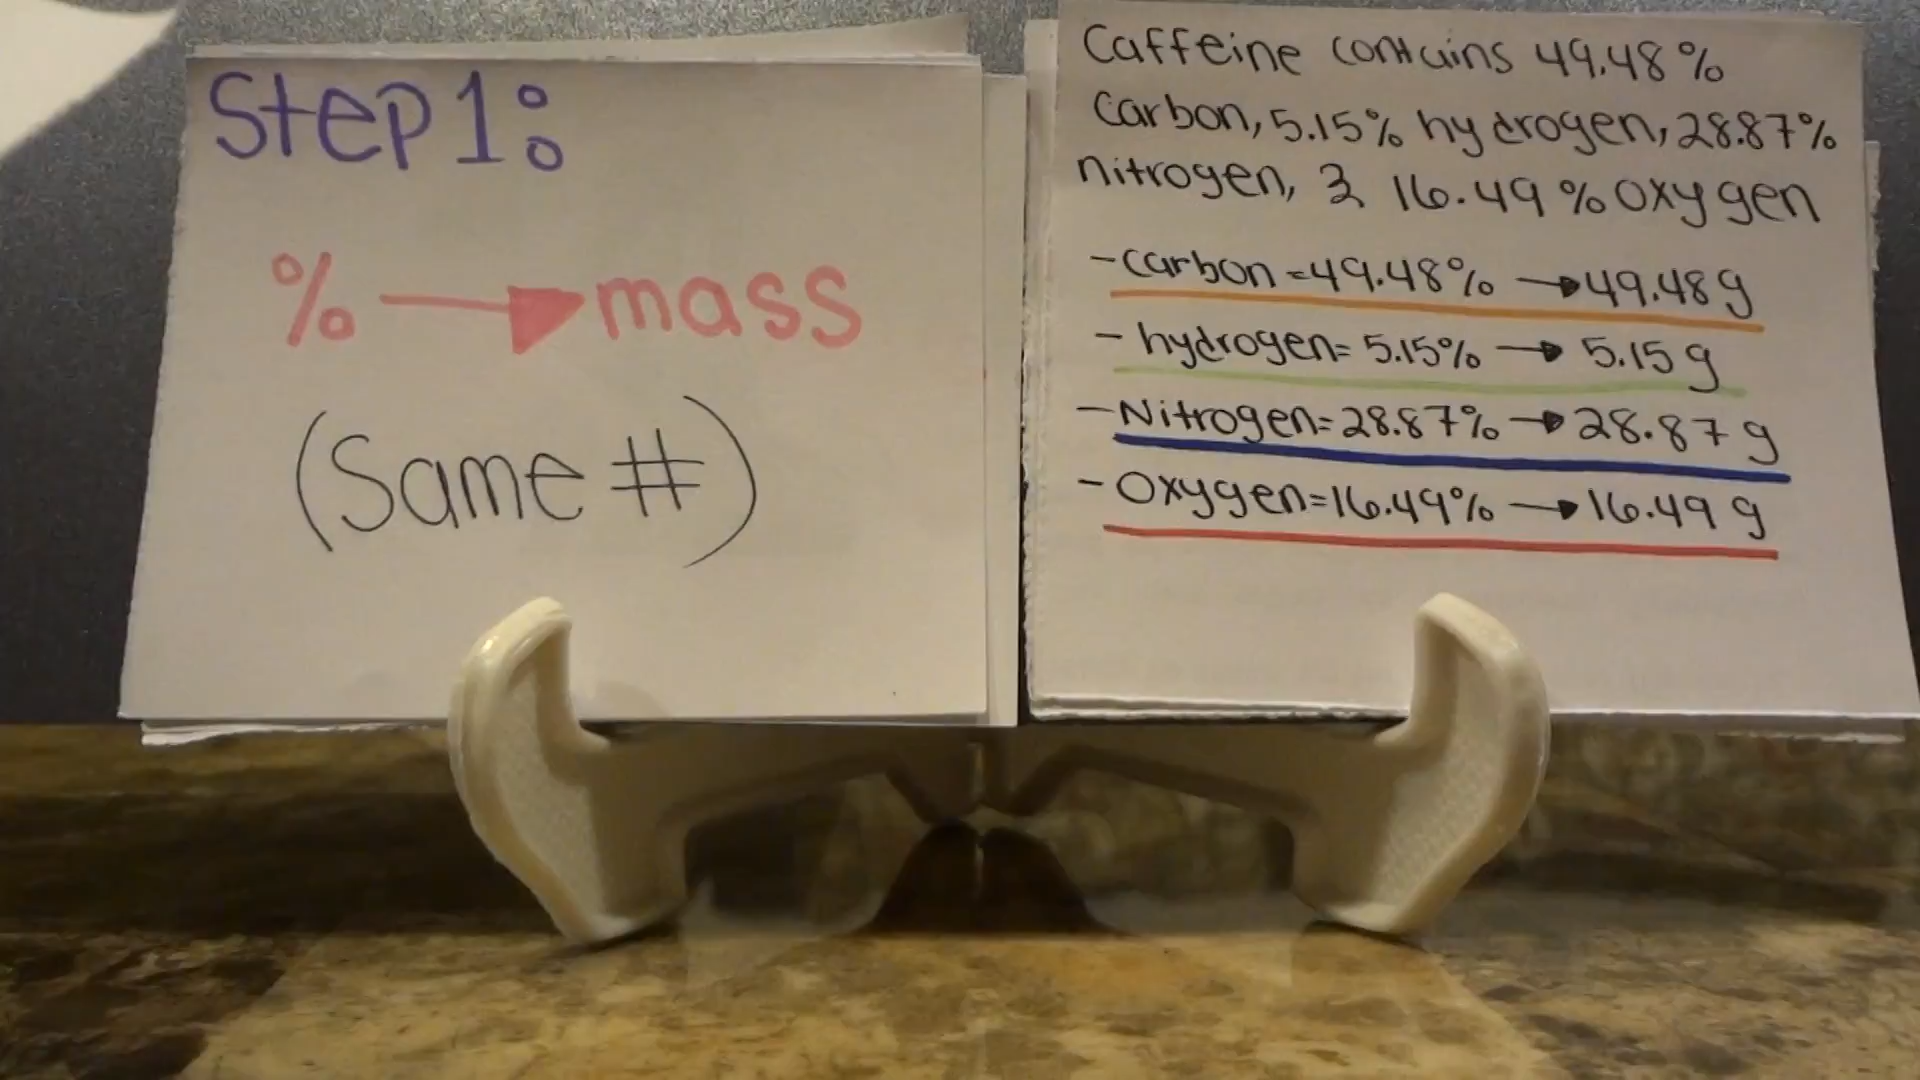 Step 1:
% → mass
(Same #)
Caffeine contains 49.48%
carbon, 5.15% hydrogen, 28.87%
nitrogen, & 16.49% oxygen
- carbon = 49.48% → 49.48 g
- hydrogen = 5.15% → 5.15 g
- Nitrogen = 28.87% → 28.87 g
- Oxygen = 16.49% → 16.49 g